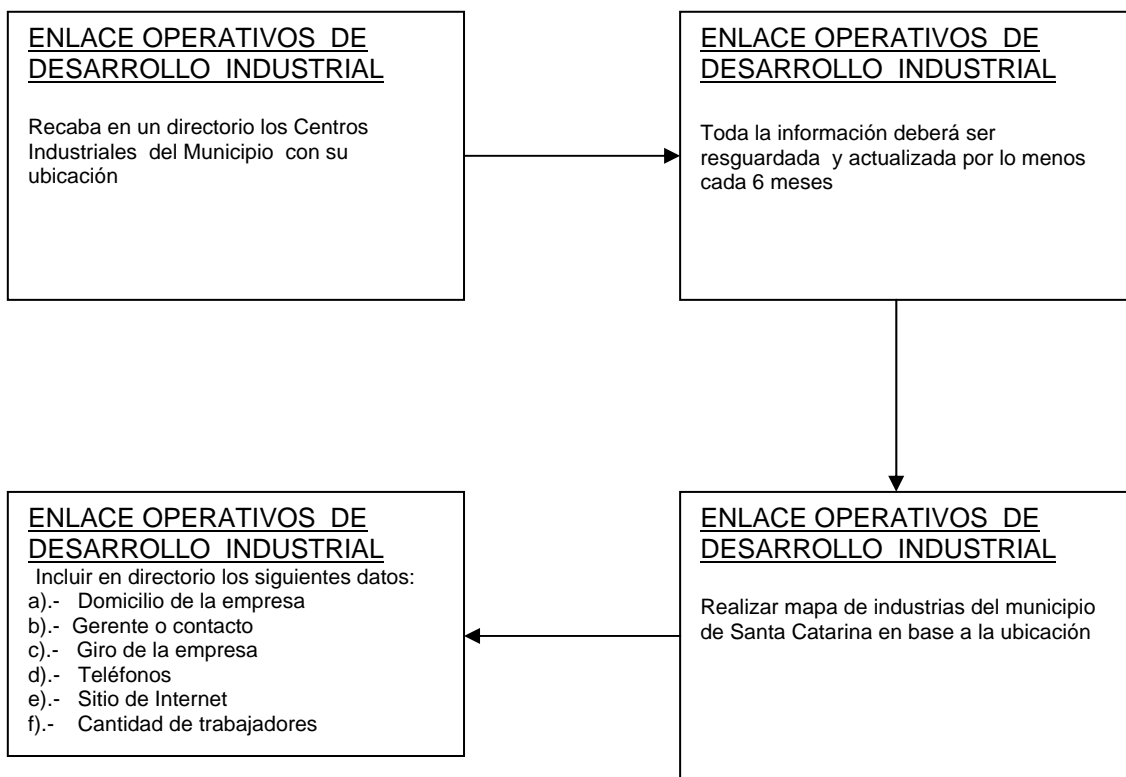 ENLACE OPERATIVOS DE
DESARROLLO INDUSTRIAL
Recaba en un directorio los Centros
Industriales del Municipio con su
ubicación
ENLACE OPERATIVOS DE
DESARROLLO INDUSTRIAL
Toda la información deberá ser
resguardada y actualizada por lo menos
cada 6 meses
ENLACE OPERATIVOS DE
DESARROLLO INDUSTRIAL
Realizar mapa de industrias del municipio
de Santa Catarina en base a la ubicación
ENLACE OPERATIVOS DE
DESARROLLO INDUSTRIAL
Incluir en directorio los siguientes datos:
a).- Domicilio de la empresa
b).- Gerente o contacto
c).- Giro de la empresa
d).- Teléfonos
e).- Sitio de Internet
f).- Cantidad de trabajadores